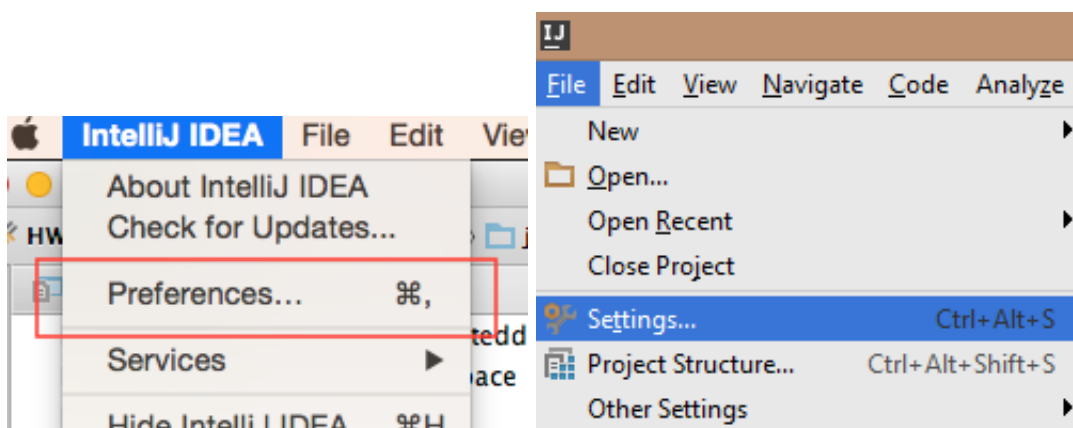 IntelliJ IDEA File Edit
About IntelliJ IDEA
Check for Updates...
HW
Preferences... ⌘,
tedd
Services ▶
ace
Hide IntelliJ IDEA ⌘H
IJ
File Edit View Navigate Code Analyze
New
Open...
Open Recent
Close Project
Settings... Ctrl+Alt+S
Project Structure... Ctrl+Alt+Shift+S
Other Settings